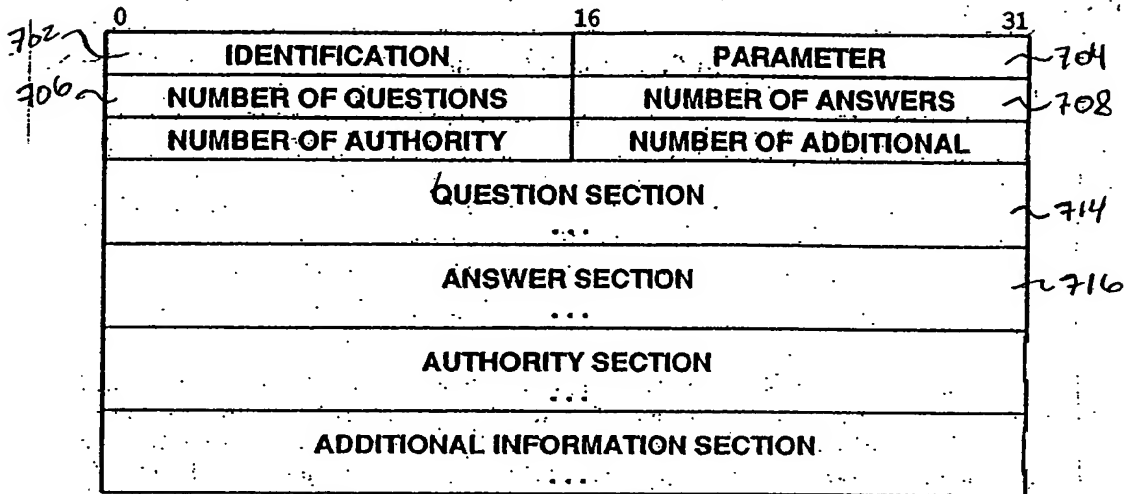 0 16 31
702 IDENTIFICATION PARAMETER 704
706 NUMBER OF QUESTIONS NUMBER OF ANSWERS 708
NUMBER OF AUTHORITY NUMBER OF ADDITIONAL
QUESTION SECTION
... 714
ANSWER SECTION 716
...
AUTHORITY SECTION
...
ADDITIONAL INFORMATION SECTION
...